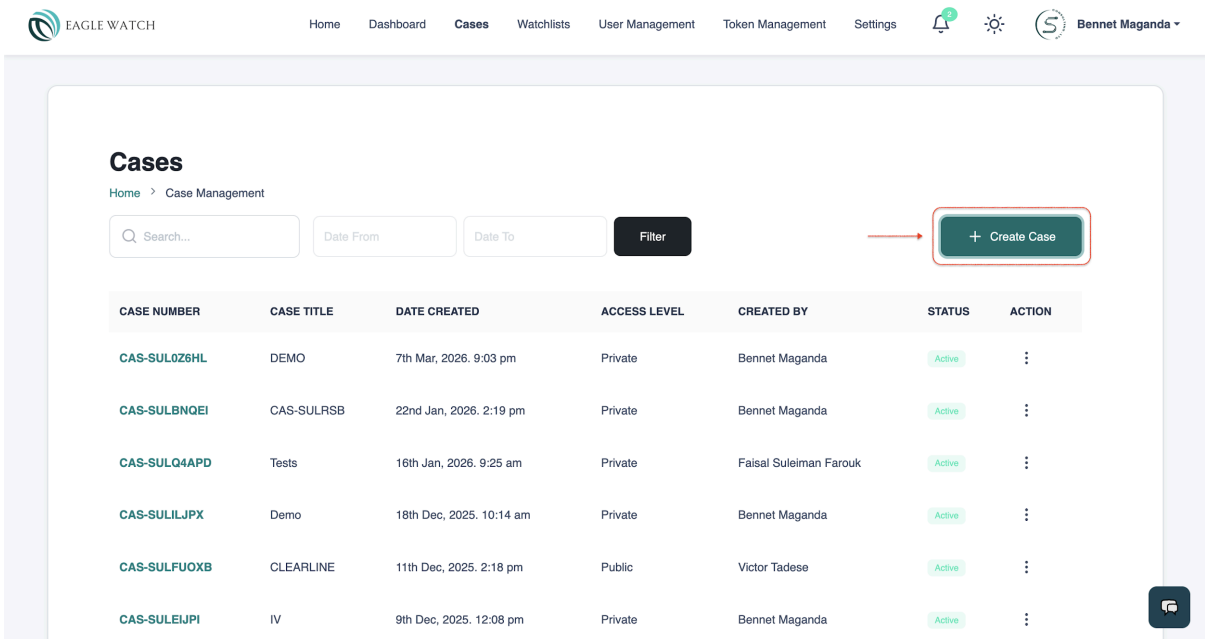 EAGLE WATCH Home Dashboard Cases Watchlists User Management Token Management Settings 2 Bennet Maganda
Cases
Home > Case Management
Search... Date From Date To Filter + Create Case
CASE NUMBER CASE TITLE DATE CREATED ACCESS LEVEL CREATED BY STATUS ACTION
CAS-SUL0Z6HL DEMO 7th Mar, 2026. 9:03 pm Private Bennet Maganda Active
CAS-SULBNQEI CAS-SULRSB 22nd Jan, 2026. 2:19 pm Private Bennet Maganda Active
CAS-SULQ4APD Tests 16th Jan, 2026. 9:25 am Private Faisal Suleiman Farouk Active
CAS-SULILJPX Demo 18th Dec, 2025. 10:14 am Private Bennet Maganda Active
CAS-SULFUOXB CLEARLINE 11th Dec, 2025. 2:18 pm Public Victor Tadese Active
CAS-SULEIJPI IV 9th Dec, 2025. 12:08 pm Private Bennet Maganda Active